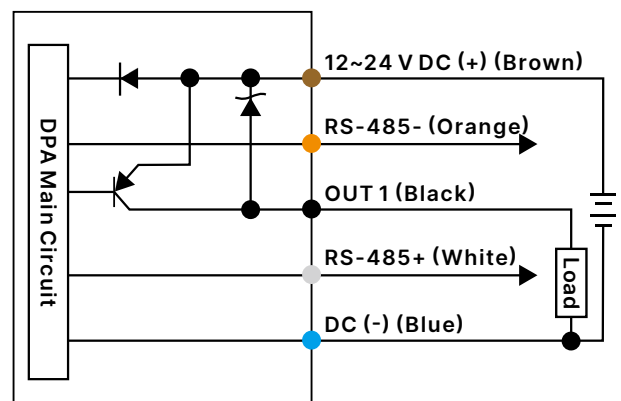 12~24 V DC (+) (Brown)
RS-485- (Orange)
OUT 1 (Black)
RS-485+ (White)
DC (-) (Blue)
DPA Main Circuit
Load